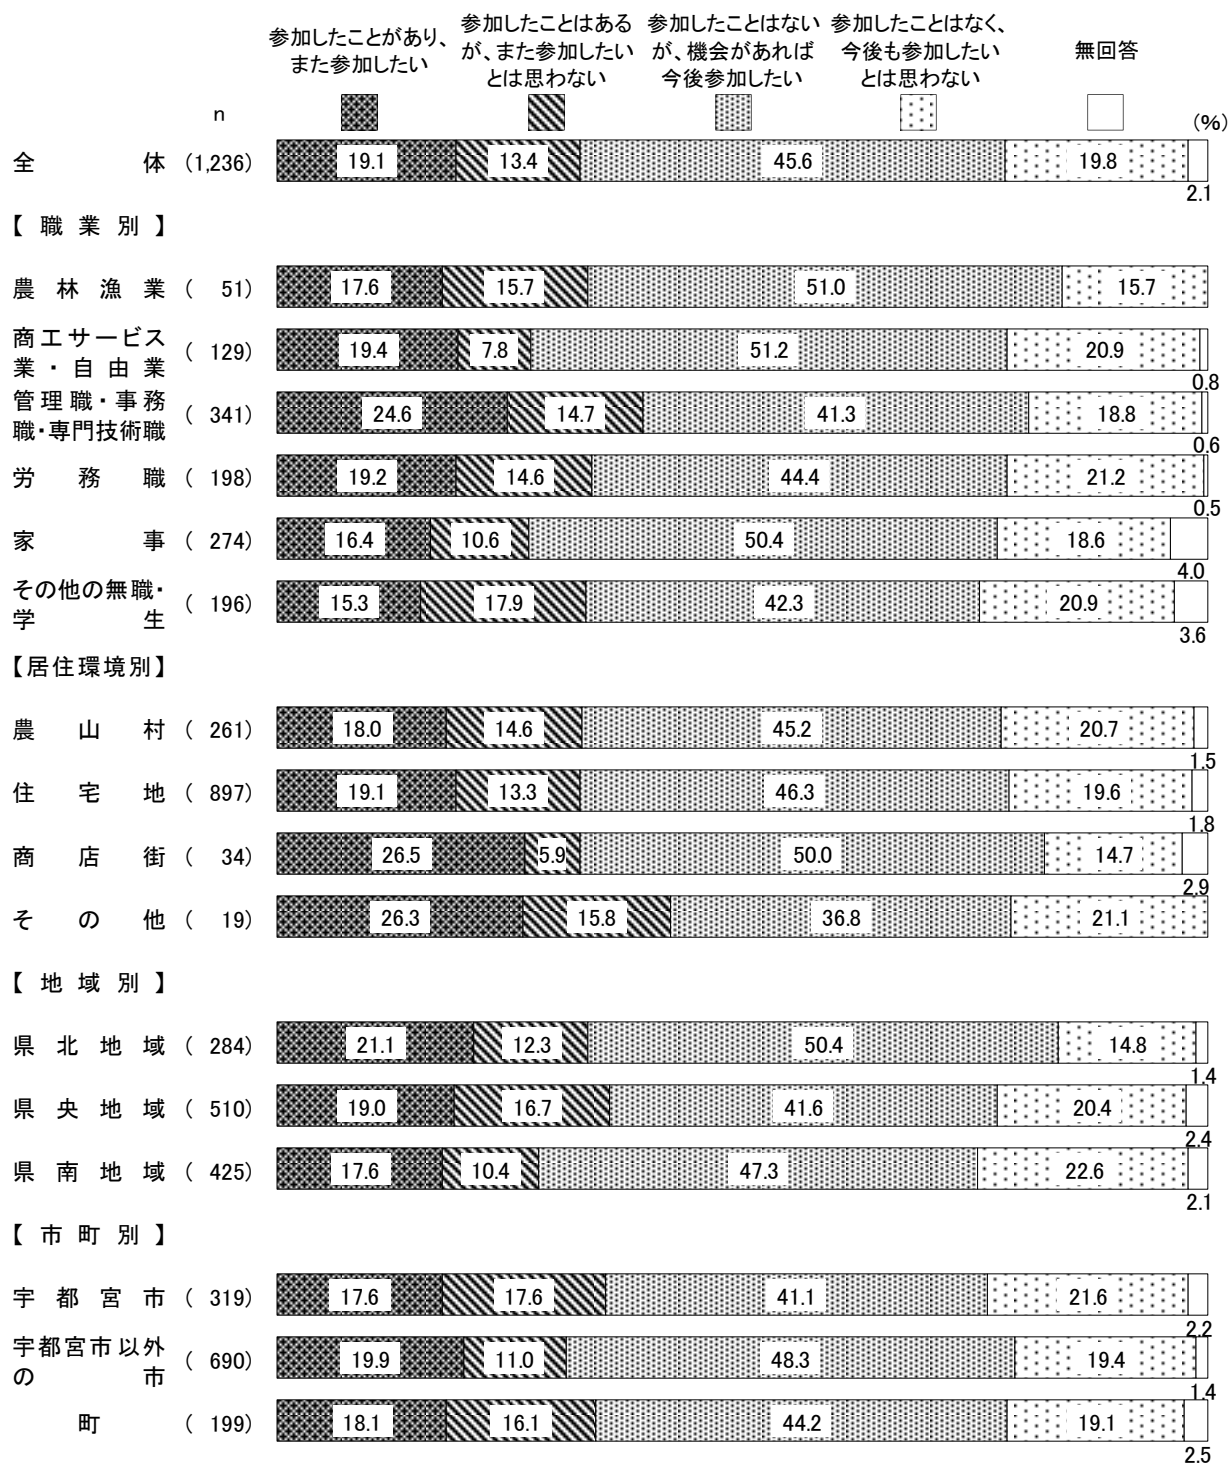 参加したことがあり、
また参加したい
参加したことはある
が、また参加したい
とは思わない
参加したことはない
が、機会があれば
今後参加したい
参加したことはなく、
今後も参加したい
とは思わない
無回答
n
(%)
全体 (1,236) 19.1 13.4 45.6 19.8 2.1
【職業別】
農林漁業 ( 51) 17.6 15.7 51.0 15.7
商工サービス
業・自由業 ( 129) 19.4 7.8 51.2 20.9 0.8
管理職・事務
職・専門技術職 ( 341) 24.6 14.7 41.3 18.8 0.6
労務職 ( 198) 19.2 14.6 44.4 21.2 0.5
家事 ( 274) 16.4 10.6 50.4 18.6 4.0
その他の無職・
学生 ( 196) 15.3 17.9 42.3 20.9 3.6
【居住環境別】
農山村 ( 261) 18.0 14.6 45.2 20.7 1.5
住宅地 ( 897) 19.1 13.3 46.3 19.6 1.8
商店街 ( 34) 26.5 5.9 50.0 14.7 2.9
その他 ( 19) 26.3 15.8 36.8 21.1
【地域別】
県北地域 ( 284) 21.1 12.3 50.4 14.8 1.4
県央地域 ( 510) 19.0 16.7 41.6 20.4 2.4
県南地域 ( 425) 17.6 10.4 47.3 22.6 2.1
【市町別】
宇都宮市 ( 319) 17.6 17.6 41.1 21.6 2.2
宇都宮市以外
の市 ( 690) 19.9 11.0 48.3 19.4 1.4
町 ( 199) 18.1 16.1 44.2 19.1 2.5